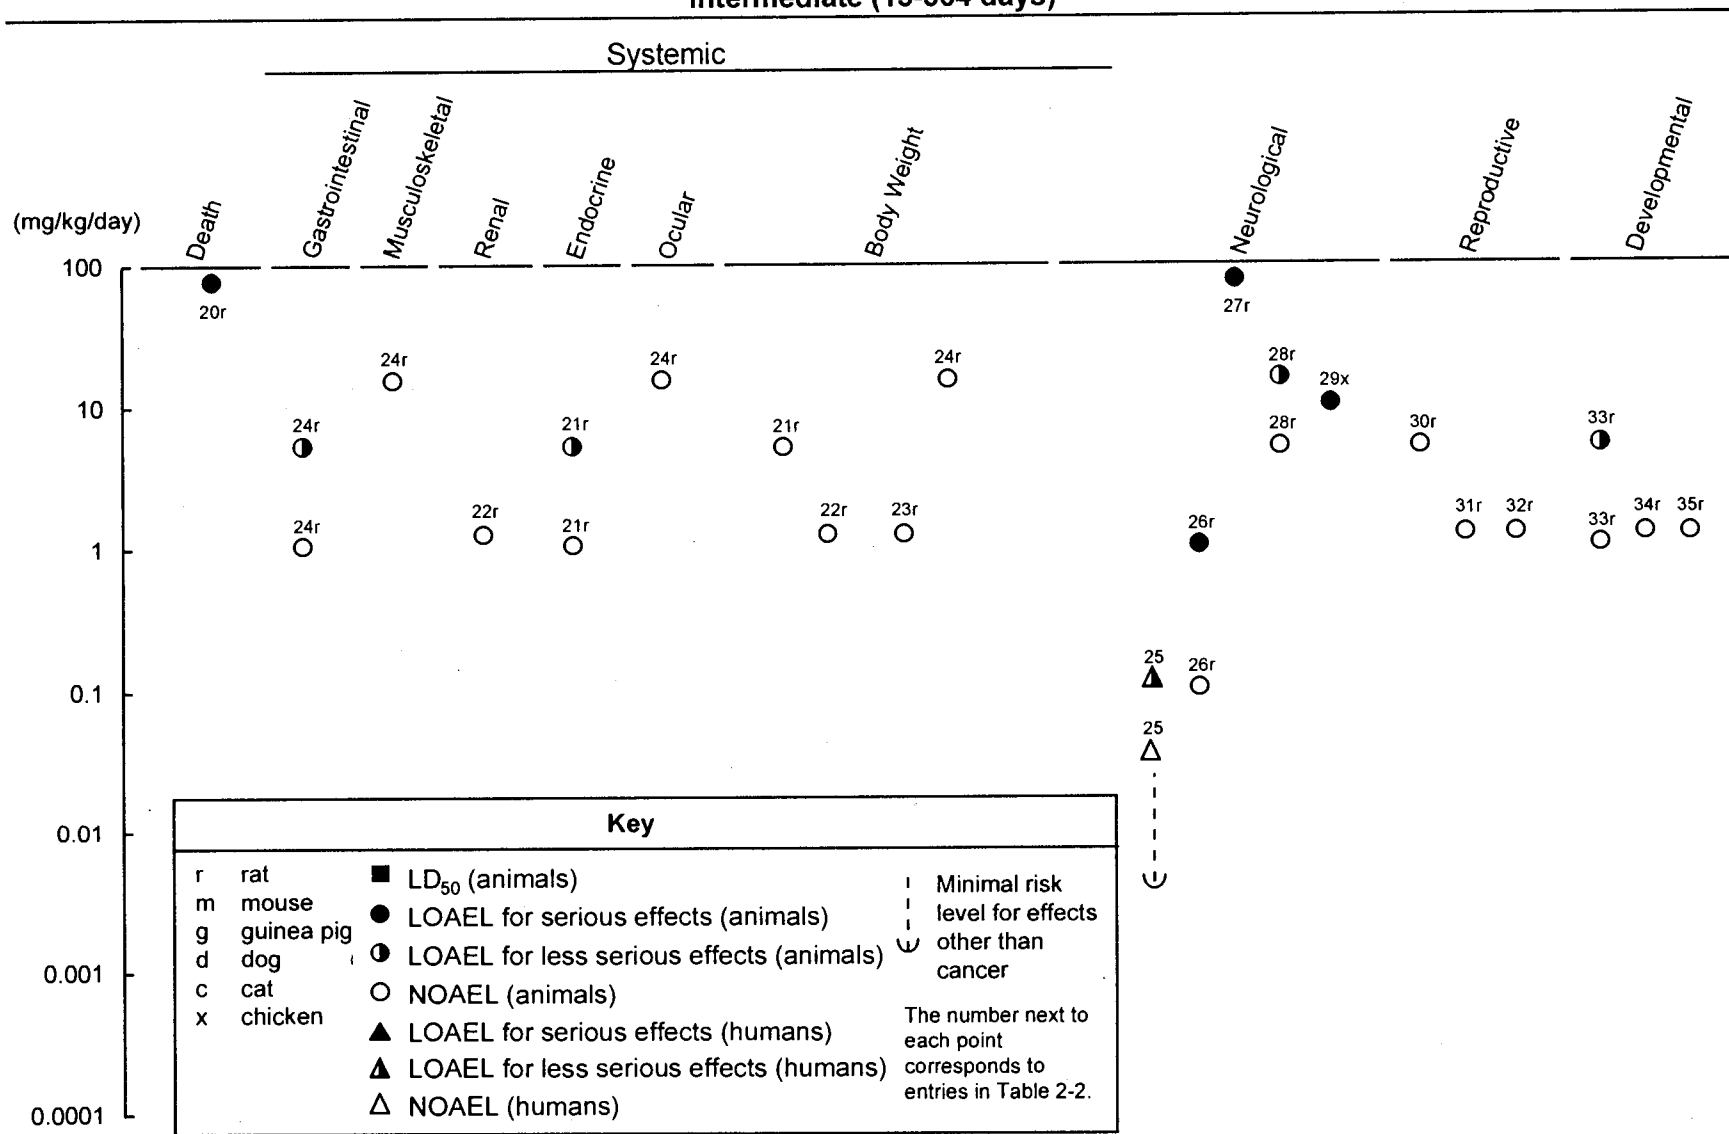 Systemic
(mg/kg/day)
Death
Gastrointestinal
Musculoskeletal
Renal
Endocrine
Ocular
Body Weight
Neurological
Reproductive
Developmental
100
20r
27r
24r
24r
24r
28r
29x
10
24r
21r
21r
28r
30r
33r
24r
22r
21r
22r
23r
26r
31r
32r
33r
34r
35r
1
25
26r
0.1
25
0.01
0.001
0.0001
Key
r rat
m mouse
g guinea pig
d dog
c cat
x chicken
LD50 (animals)
LOAEL for serious effects (animals)
LOAEL for less serious effects (animals)
NOAEL (animals)
LOAEL for serious effects (humans)
LOAEL for less serious effects (humans)
NOAEL (humans)
Minimal risk
level for effects
other than
cancer
The number next to
each point
corresponds to
entries in Table 2-2.